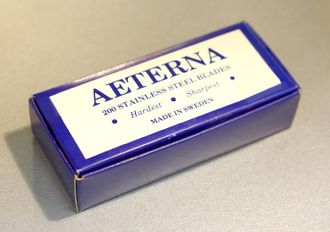 AETERNA
200 STAINLESS STEEL BLADES
• Hardest • Sharpest •
MADE IN SWEDEN